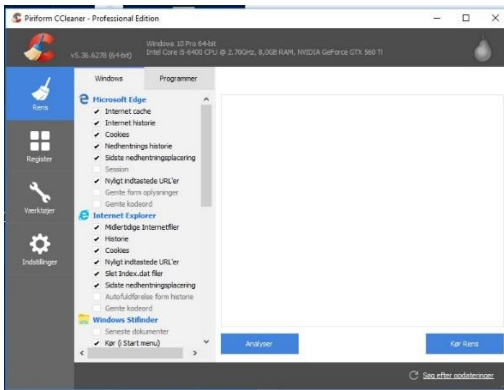 Piriform CCleaner - Professional Edition
v5.36.6278 (64-bit)
Windows 10 Pro 64-bit
Intel Core i5-6400 CPU @ 2.70GHz, 8,0GB RAM, NVIDIA GeForce GTX 560 Ti
Rens
Register
Værktøjer
Indstillinger
Windows
Programmer
Microsoft Edge
Internet cache
Internet historie
Cookies
Nedhentnings historie
Sidste nedhentningsplacering
Session
Nyligt indtastede URL'er
Gemte form oplysninger
Gemte kodeord
Internet Explorer
Midlertidige Internetfiler
Historie
Cookies
Nyligt indtastede URL'er
Slet Index.dat filer
Sidste nedhentningsplacering
Autofuldførelse form historie
Gemte kodeord
Windows Stifinder
Seneste dokumenter
Kør (i Start menu)
Analyser
Kør Rens
Søg efter opdateringer